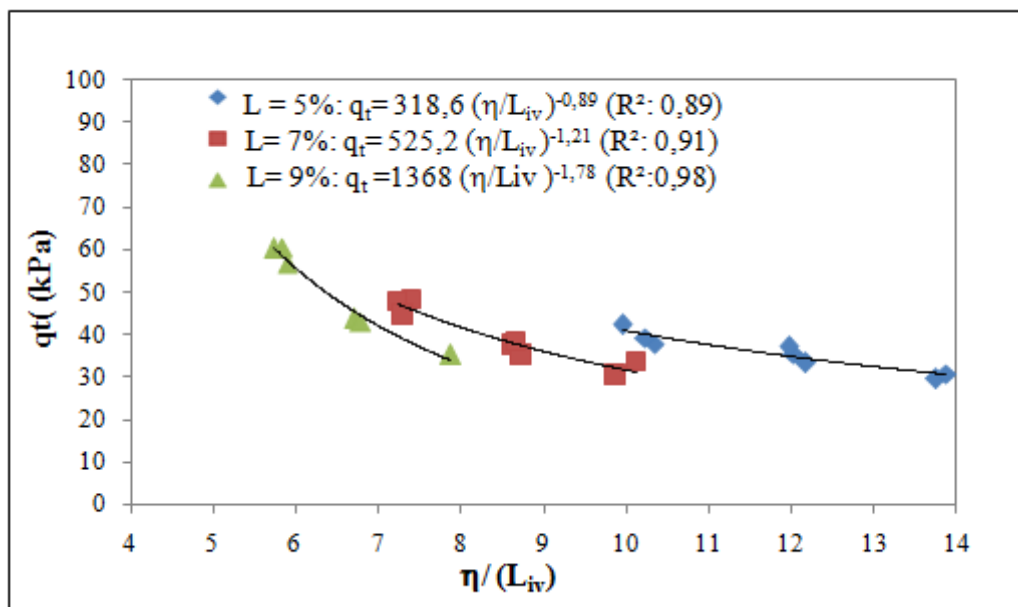 100
90
80
70
60
50
40
30
20
10
0
qt( (kPa)
L = 5%: qₜ= 318,6 (η/Lᵢᵥ)⁻⁰,⁸⁹ (R²: 0,89)
L= 7%: qₜ= 525,2 (η/Lᵢᵥ)⁻¹,²¹ (R²: 0,91)
L= 9%: qₜ =1368 (η/Liv )⁻¹,⁷⁸ (R²:0,98)
4 5 6 7 8 9 10 11 12 13 14
η/ (Lᵢᵥ)